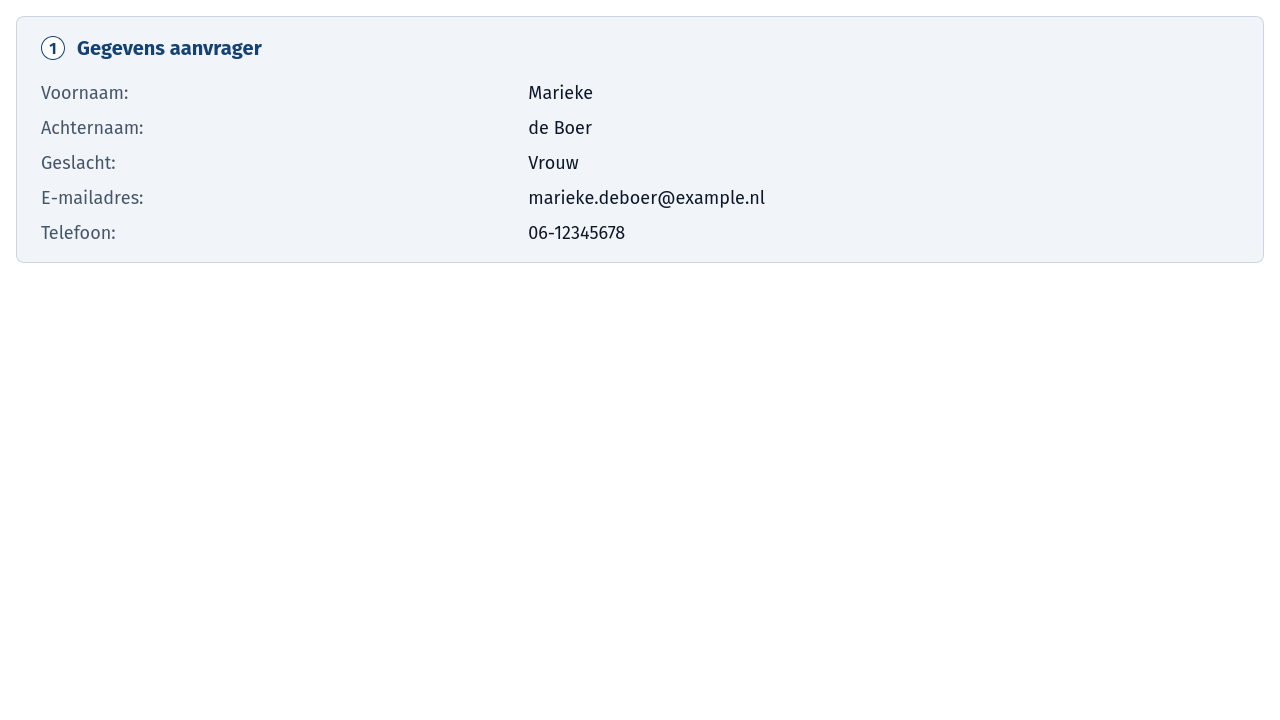 1 Gegevens aanvrager
Voornaam: Marieke
Achternaam: de Boer
Geslacht: Vrouw
E-mailadres: marieke.deboer@example.nl
Telefoon: 06-12345678